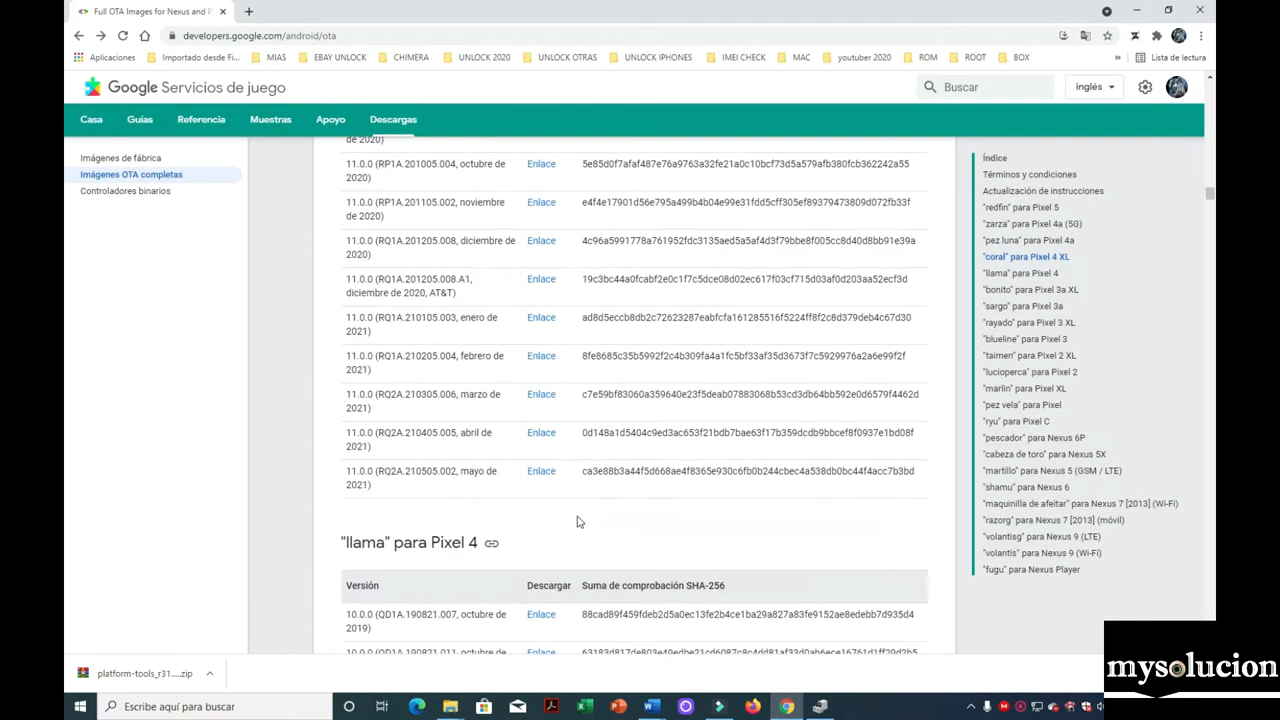 Full OTA Images for Nexus and P
developers.google.com/android/ota
Aplicaciones Importado desde Fi... MIAS EBAY UNLOCK CHIMERA UNLOCK 2020 UNLOCK OTRAS UNLOCK IPHONES IMEI CHECK MAC youtuber 2020 ROM ROOT BOX » Lista de lectura
Google Servicios de juego Buscar inglés
Casa Guías Referencia Muestras Apoyo Descargas
Imágenes de fábrica
Imágenes OTA completas
Controladores binarios
de 2020)
11.0.0 (RP1A.201005.004, octubre de Enlace 5e85d0f7afaf487e76a9763a32fe21a0c10bcf73d5a579afb380fcb362242a55
2020)
11.0.0 (RP1A.201105.002, noviembre Enlace e4f4e17901d56e795a499b4b04e99e31fdd5cff305ef89379473809d072fb33f
de 2020)
11.0.0 (RQ1A.201205.008, diciembre de Enlace 4c96a5991778a761952fdc3135aed5a5af4d3f79bbe8f005cc8d40d8bb91e39a
2020)
11.0.0 (RQ1A.201205.008.A1, Enlace 19c3bc44a0fcabf2e0c1f7c5dce08d02ec617f03cf715d03af0d203aa52ecf3d
diciembre de 2020, AT&T)
11.0.0 (RQ1A.210105.003, enero de Enlace ad8d5eccb8db2c72623287eabfcfa161285516f5224ff8f2c8d379deb4c67d30
2021)
11.0.0 (RQ1A.210205.004, febrero de Enlace 8fe8685c35b5992f2c4b309fa4a1fc5bf33af35d3673f7c5929976a2a6e99f2f
2021)
11.0.0 (RQ2A.210305.006, marzo de Enlace c7e59bf83060a359640e23f5deab07883068b53cd3db64bb592e0d6579f4462d
2021)
11.0.0 (RQ2A.210405.005, abril de Enlace 0d148a1d5404c9ed3ac653f21bdb7bae63f17b359dcdb9bbcef8f0937e1bd08f
2021)
11.0.0 (RQ2A.210505.002, mayo de Enlace ca3e88b3a44f5d668ae4f8365e930c6fb0b244cbec4a538db0bc44f4acc7b3bd
2021)
"llama" para Pixel 4
Versión Descargar Suma de comprobación SHA-256
10.0.0 (QD1A.190821.007, octubre de Enlace 88cad89f459fdeb2d5a0ec13fe2b4ce1ba29a827a83fe9152ae8edebb7d935d4
2019)
10.0.0 (QD1A.190821.011, octubre de Enlace
Índice
Términos y condiciones
Actualización de instrucciones
"redfin" para Pixel 5
"zarza" para Pixel 4a (5G)
"pez luna" para Pixel 4a
"coral" para Pixel 4 XL
"llama" para Pixel 4
"bonito" para Pixel 3a XL
"sargo" para Pixel 3a
"rayado" para Pixel 3 XL
"blueline" para Pixel 3
"taimen" para Pixel 2 XL
"lucioperca" para Pixel 2
"marlin" para Pixel XL
"pez vela" para Pixel
"ryu" para Pixel C
"pescador" para Nexus 6P
"cabeza de toro" para Nexus 5X
"martillo" para Nexus 5 (GSM / LTE)
"shamu" para Nexus 6
"maquinilla de afeitar" para Nexus 7 [2013] (Wi-Fi)
"razorg" para Nexus 7 [2013] (móvil)
"volantisg" para Nexus 9 (LTE)
"volantis" para Nexus 9 (Wi-Fi)
"fugu" para Nexus Player
platform-tools_r31.....zip
Escribe aquí para buscar
mysolucion